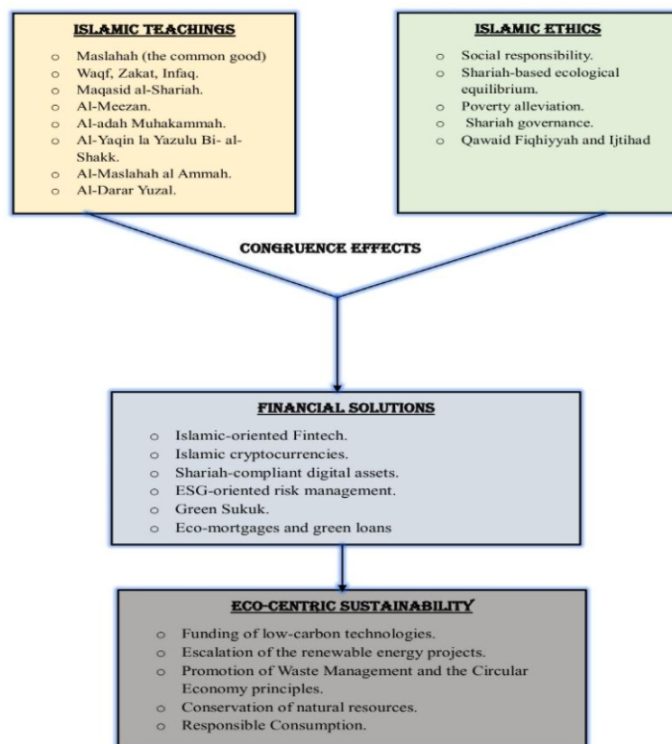 ISLAMIC TEACHINGS
o Maslahah (the common good)
o Waqf, Zakat, Infaq.
o Maqasid al-Shariah.
o Al-Meezan.
o Al-adah Muhakammah.
o Al-Yaqin la Yazulu Bi- al-
Shakk.
o Al-Maslahah al Ammah.
o Al-Darar Yuzal.
ISLAMIC ETHICS
o Social responsibility.
o Shariah-based ecological
equilibrium.
o Poverty alleviation.
o Shariah governance.
o Qawaid Fiqhiyyah and Ijtihad
CONGRUENCE EFFECTS
FINANCIAL SOLUTIONS
o Islamic-oriented Fintech.
o Islamic cryptocurrencies.
o Shariah-compliant digital assets.
o ESG-oriented risk management.
o Green Sukuk.
o Eco-mortgages and green loans
ECO-CENTRIC SUSTAINABILITY
o Funding of low-carbon technologies.
o Escalation of the renewable energy projects.
o Promotion of Waste Management and the Circular
Economy principles.
o Conservation of natural resources.
o Responsible Consumption.